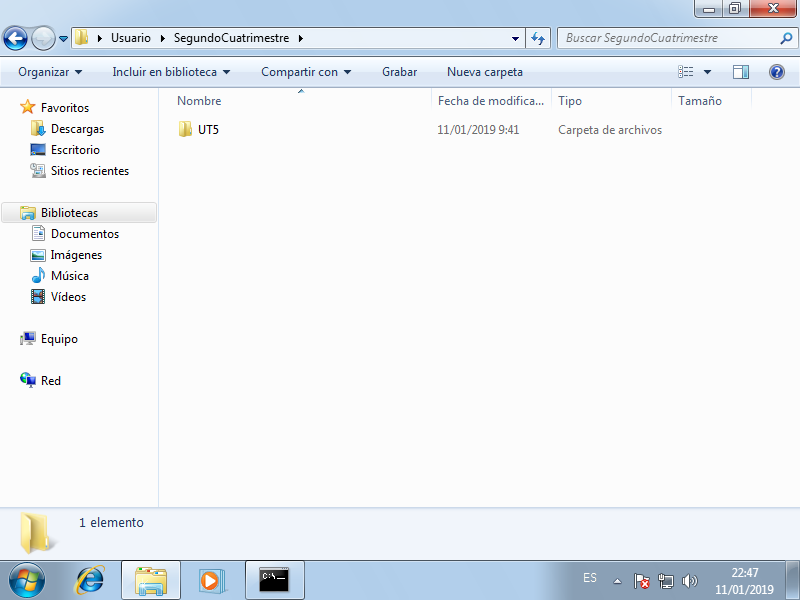 Usuario SegundoCuatrimestre
Buscar SegundoCuatrimestre
Organizar Incluir en biblioteca Compartir con Grabar Nueva carpeta
Nombre Fecha de modifica... Tipo Tamaño
UT5 11/01/2019 9:41 Carpeta de archivos
Favoritos
Descargas
Escritorio
Sitios recientes
Bibliotecas
Documentos
Imágenes
Música
Vídeos
Equipo
Red
1 elemento
C:\
ES
22:47
11/01/2019